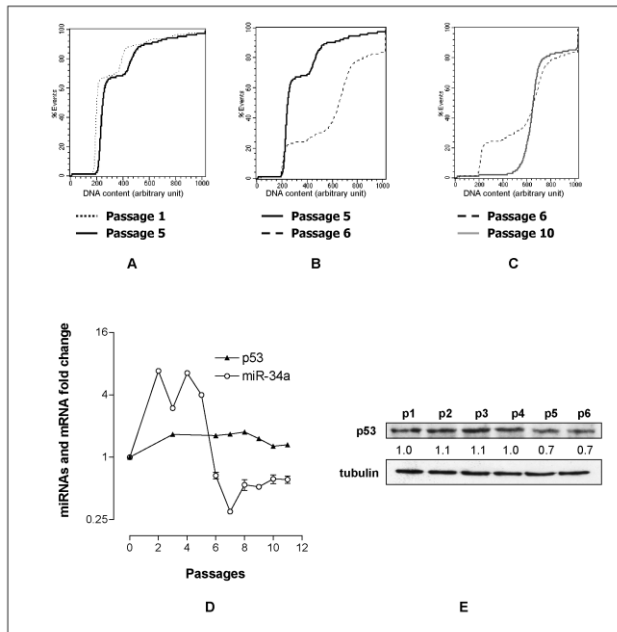 % Events
0 20 40 60 80 100
0 200 400 600 800 1000
DNA content (arbitrary unit)
Passage 1
Passage 5
A
% Events
0 20 40 60 80 100
0 200 400 600 800 1000
DNA content (arbitrary unit)
Passage 5
Passage 6
B
% Events
0 20 40 60 80 100
0 200 400 600 800 1000
DNA content (arbitrary unit)
Passage 6
Passage 10
C
miRNAs and mRNA fold change
16
4
1
0.25
p53
miR-34a
0 2 4 6 8 10 12
Passages
D
p1 p2 p3 p4 p5 p6
p53
1.0 1.1 1.1 1.0 0.7 0.7
tubulin
E